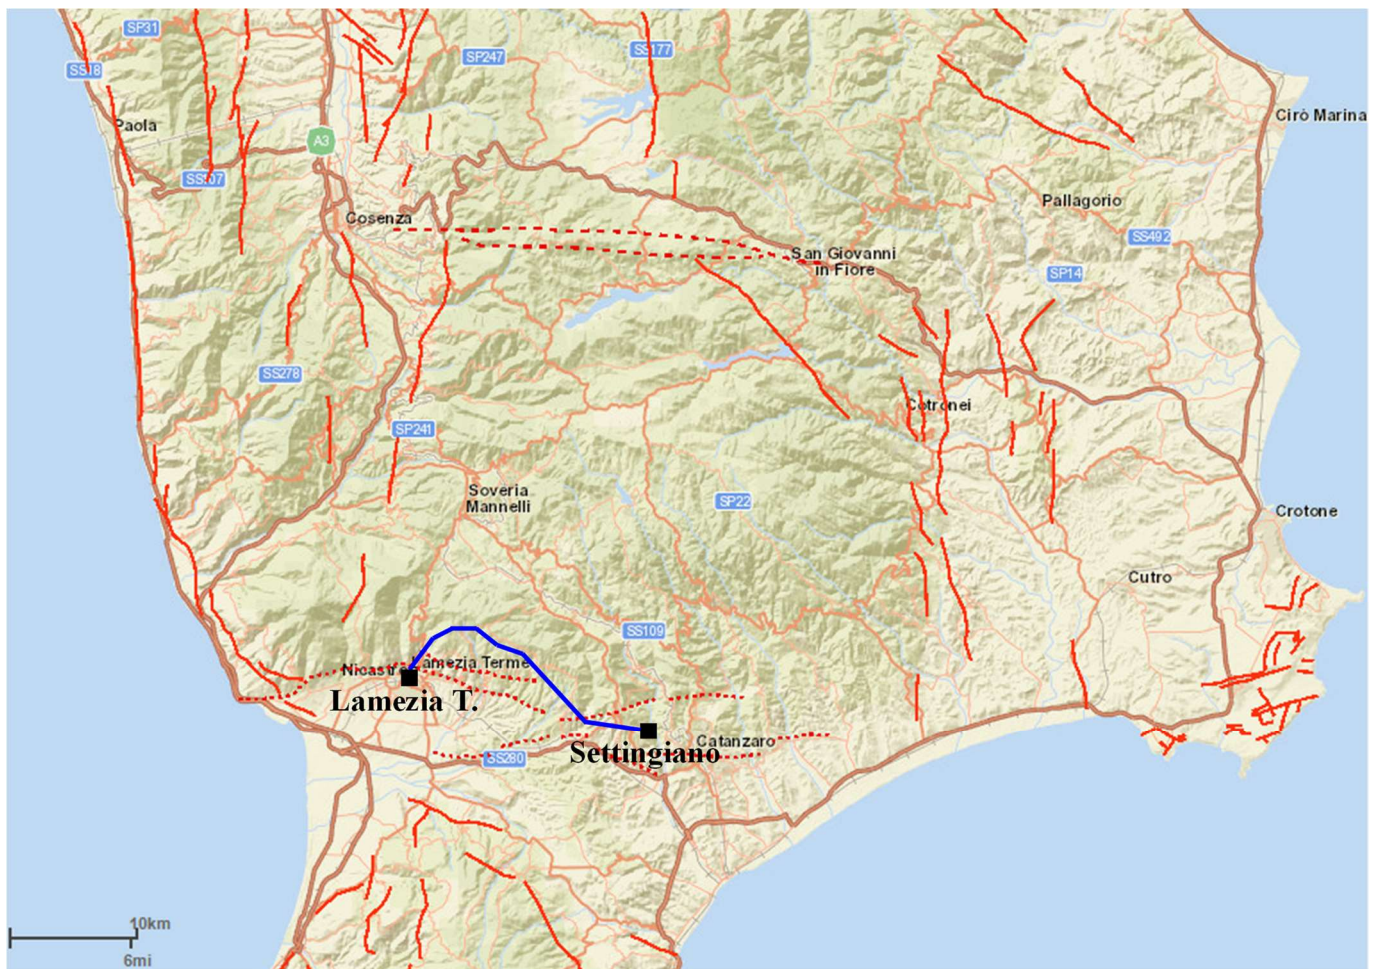 SP31
SP247
SS177
SS18
Cirò Marina
Paola
A3
SS107
Pallagorio
Cosenza
SS492
San Giovanni
in Fiore
SP14
SS278
Cotronei
SP241
Soveria
Mannelli
SP22
Crotone
Cutro
SS109
Nicastro
Lamezia Terme
Lamezia T.
Catanzaro
Settingiano
SS280
10km
6mi